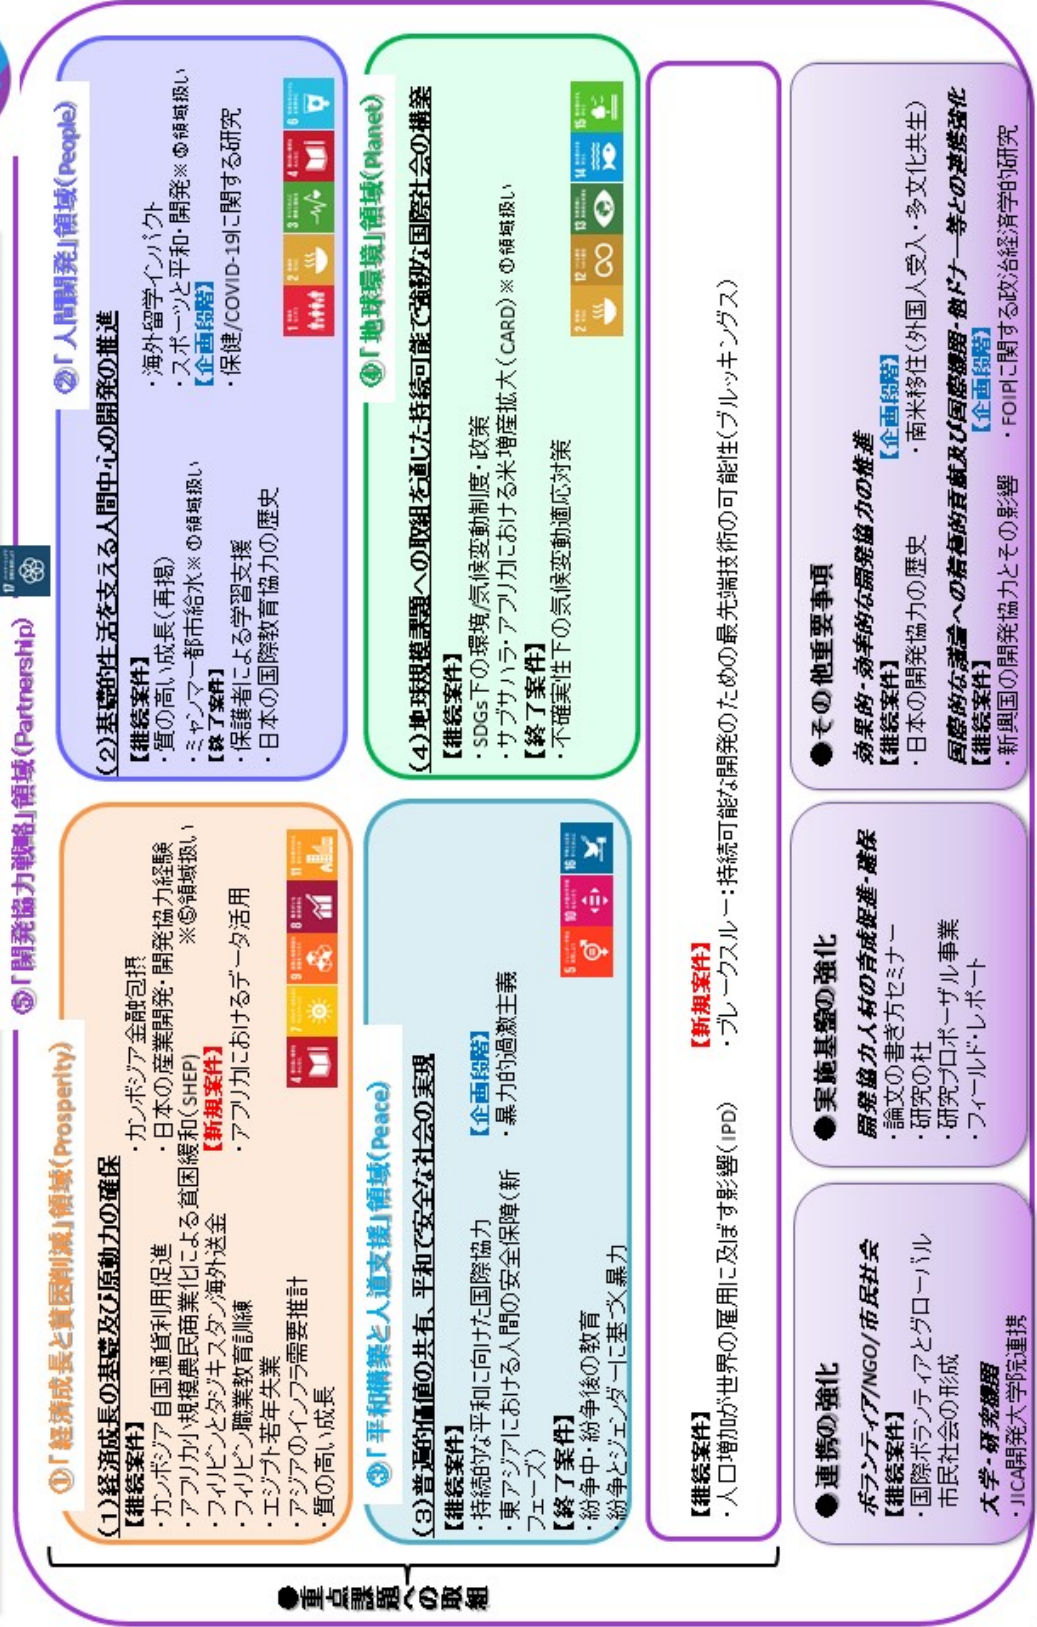 ⑤「開発協力戦略」領域(Partnership)
17
●重点課題への取組
①「経済成長と貧困削減」領域(Prosperity)
(1)経済成長の基礎及び原動力の確保
【継続案件】
・カンボジア自国通貨利用促進
・アフリカ小規模農民商業化による貧困緩和(SHEP)
・フィリピンとタジキスタン海外送金
・フィリピン職業教育訓練
・エジプト若年失業
・アジアのインフラ需要推計
・質の高い成長
・カンボジア金融包摂
・日本の産業開発・開発協力経験
※⑤領域扱い
【新規案件】
・アフリカにおけるデータ活用
4
7
9
8
11
②「人間開発」領域(People)
(2)基礎的生活を支える人間中心の開発の推進
【継続案件】
・質の高い成長(再掲)
・ミャンマー都市給水※①領域扱い
【終了案件】
・保護者による学習支援
・日本の国際教育協力の歴史
・海外留学インパクト
・スポーツと平和・開発※⑤領域扱い
【企画段階】
・保健/COVID-19に関する研究
1
2
3
4
6
③「平和構築と人道支援」領域(Peace)
(3)普遍的価値の共有、平和で安全な社会の実現
【継続案件】
・持続的な平和に向けた国際協力
・東アジアにおける人間の安全保障(新
フェーズ)
【終了案件】
・紛争中・紛争後の教育
・紛争とジェンダーに基づく暴力
【企画段階】
・暴力的過激主義
5
10
16
④「地球環境」領域(Planet)
(4)地球規模課題への取組を通じた持続可能で強靭な国際社会の構築
【継続案件】
・SDGs下の環境/気候変動制度・政策
・サブサハラ・アフリカにおける米増産拡大(CARD)※①領域扱い
【終了案件】
・不確実性下の気候変動適応対策
2
12
13
14
15
【継続案件】
・人口増加が世界の雇用に及ぼす影響(IPD)
【新規案件】
・ブレークスルー:持続可能な開発のための最先端技術の可能性(ブルッキングス)
●連携の強化
ボランティア/NGO/市民社会
【継続案件】
・国際ボランティアとグローバル
市民社会の形成
大学・研究機関
・JICA開発大学院連携
●実施基盤の強化
開発協力人材の育成促進・確保
・論文の書き方セミナー
・研究の杜
・研究プロポーザル事業
・フィールド・レポート
●その他重要事項
効果的・効率的な開発協力の推進
【継続案件】
・日本の開発協力の歴史
【企画段階】
・南米移住(外国人受入・多文化共生)
国際的な議論への積極的貢献及び国際機関・他ドナー等との連携強化
【継続案件】
・新興国の開発協力とその影響
【企画段階】
・FOIPに関する政治経済学的研究